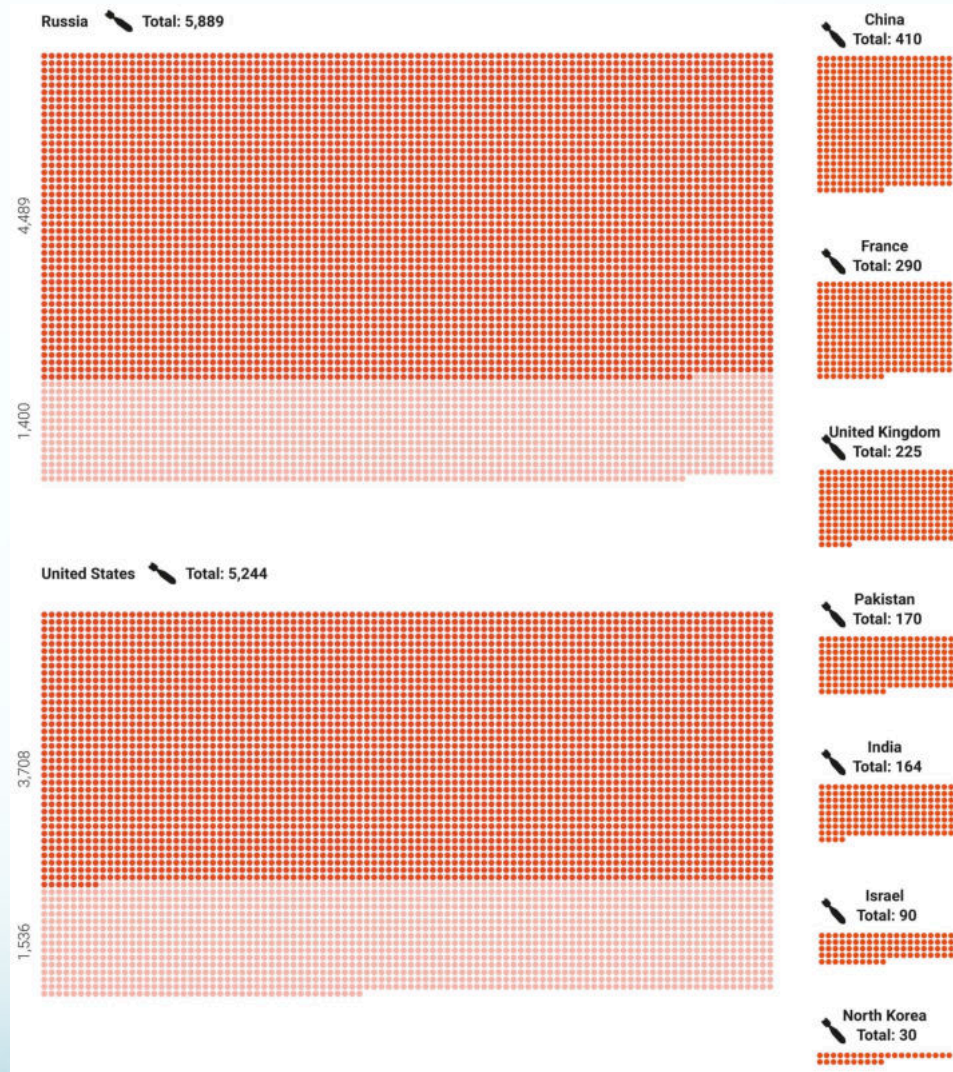 Russia Total: 5,889
4,489
1,400
United States Total: 5,244
3,708
1,536
China
Total: 410
France
Total: 290
United Kingdom
Total: 225
Pakistan
Total: 170
India
Total: 164
Israel
Total: 90
North Korea
Total: 30